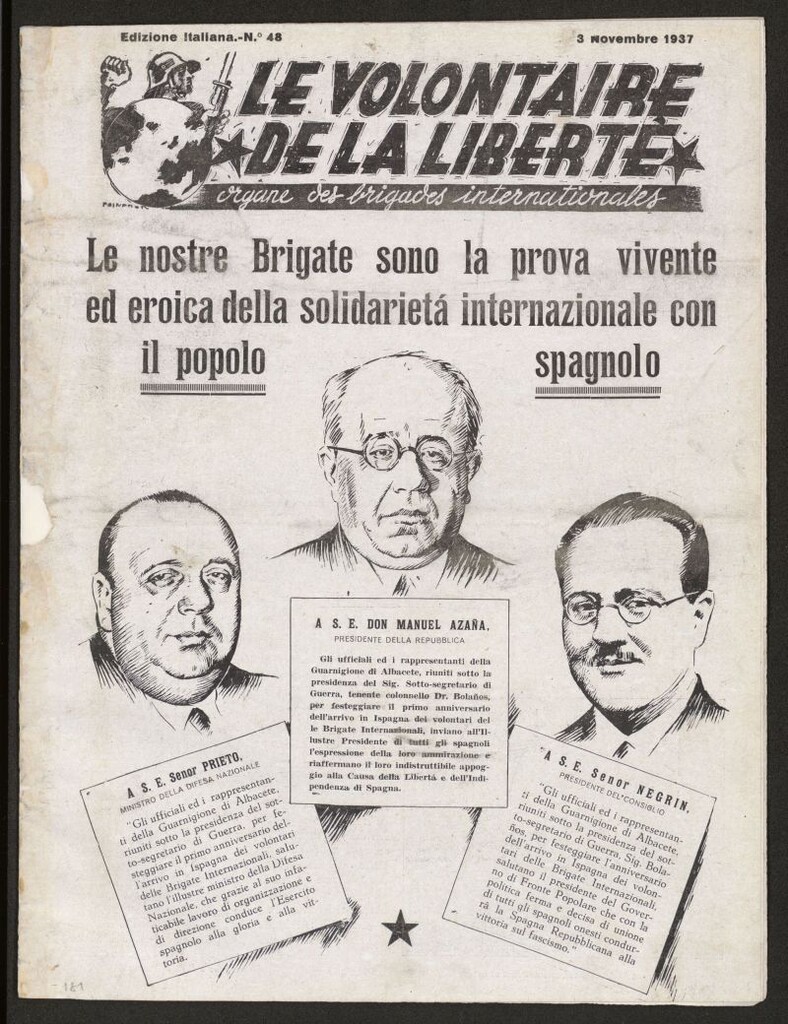 Edizione Italiana.-N.º 48
3 Novembre 1937
LE VOLONTAIRE
DE LA LIBERTÉ
organe des brigades internationales
Le nostre Brigate sono la prova vivente
ed eroica della solidarietá internazionale con
il popolo spagnolo
A S. E. DON MANUEL AZAÑA,
PRESIDENTE DELLA REPUBBLICA
Gli ufficiali ed i rappresentanti della
Guarnigione di Albacete, riuniti sotto la
presidenza del Sig. Sotto-segretario di
Guerra, tenente colonnello Dr. Bolaños,
per festeggiare il primo anniversario
dell'arrivo in Ispagna dei volontari del
le Brigate Internazionali, inviano all'Il-
lustre Presidente di tutti gli spagnoli
l'espressione della loro ammirazione e
riaffermano il loro indistruttibile appog-
gio alla Causa della Libertá e dell'Indi-
pendenza di Spagna.
A S. E. Senor PRIETO,
MINISTRO DELLA DIFESA NAZIONALE
"Gli ufficiali ed i rappresentan-
ti della Guarnigione di Albacete,
riuniti sotto la presidenza del sot-
to-segretario di Guerra, per fe-
steggiare il primo anniversario del-
l'arrivo in Ispagna dei volontari
delle Brigate Internazionali, salu-
tano l'illustre ministro della Difesa
Nazionale, che grazie al suo infa-
ticabile lavoro di organizzazione e
di direzione conduce l'Esercito
spagnolo alla gloria e alla vit-
toria.
A S. E. Senor NEGRIN,
PRESIDENTE DEL CONSIGLIO
"Gli ufficiali ed i rappresentan-
ti della Guarnigione di Albacete,
riuniti sotto la presidenza del sot-
to-segretario di Guerra, Sig. Bola-
ños, per festeggiare l'anniversario
dell'arrivo in Ispagna dei volon-
tari delle Brigate Internazionali,
salutano il presidente del Gover-
no di Fronte Popolare che con la
politica ferma e decisa di unione
di tutti gli spagnoli onesti condur-
rá la Spagna Repubblicana alla
vittoria sul fascismo."
181